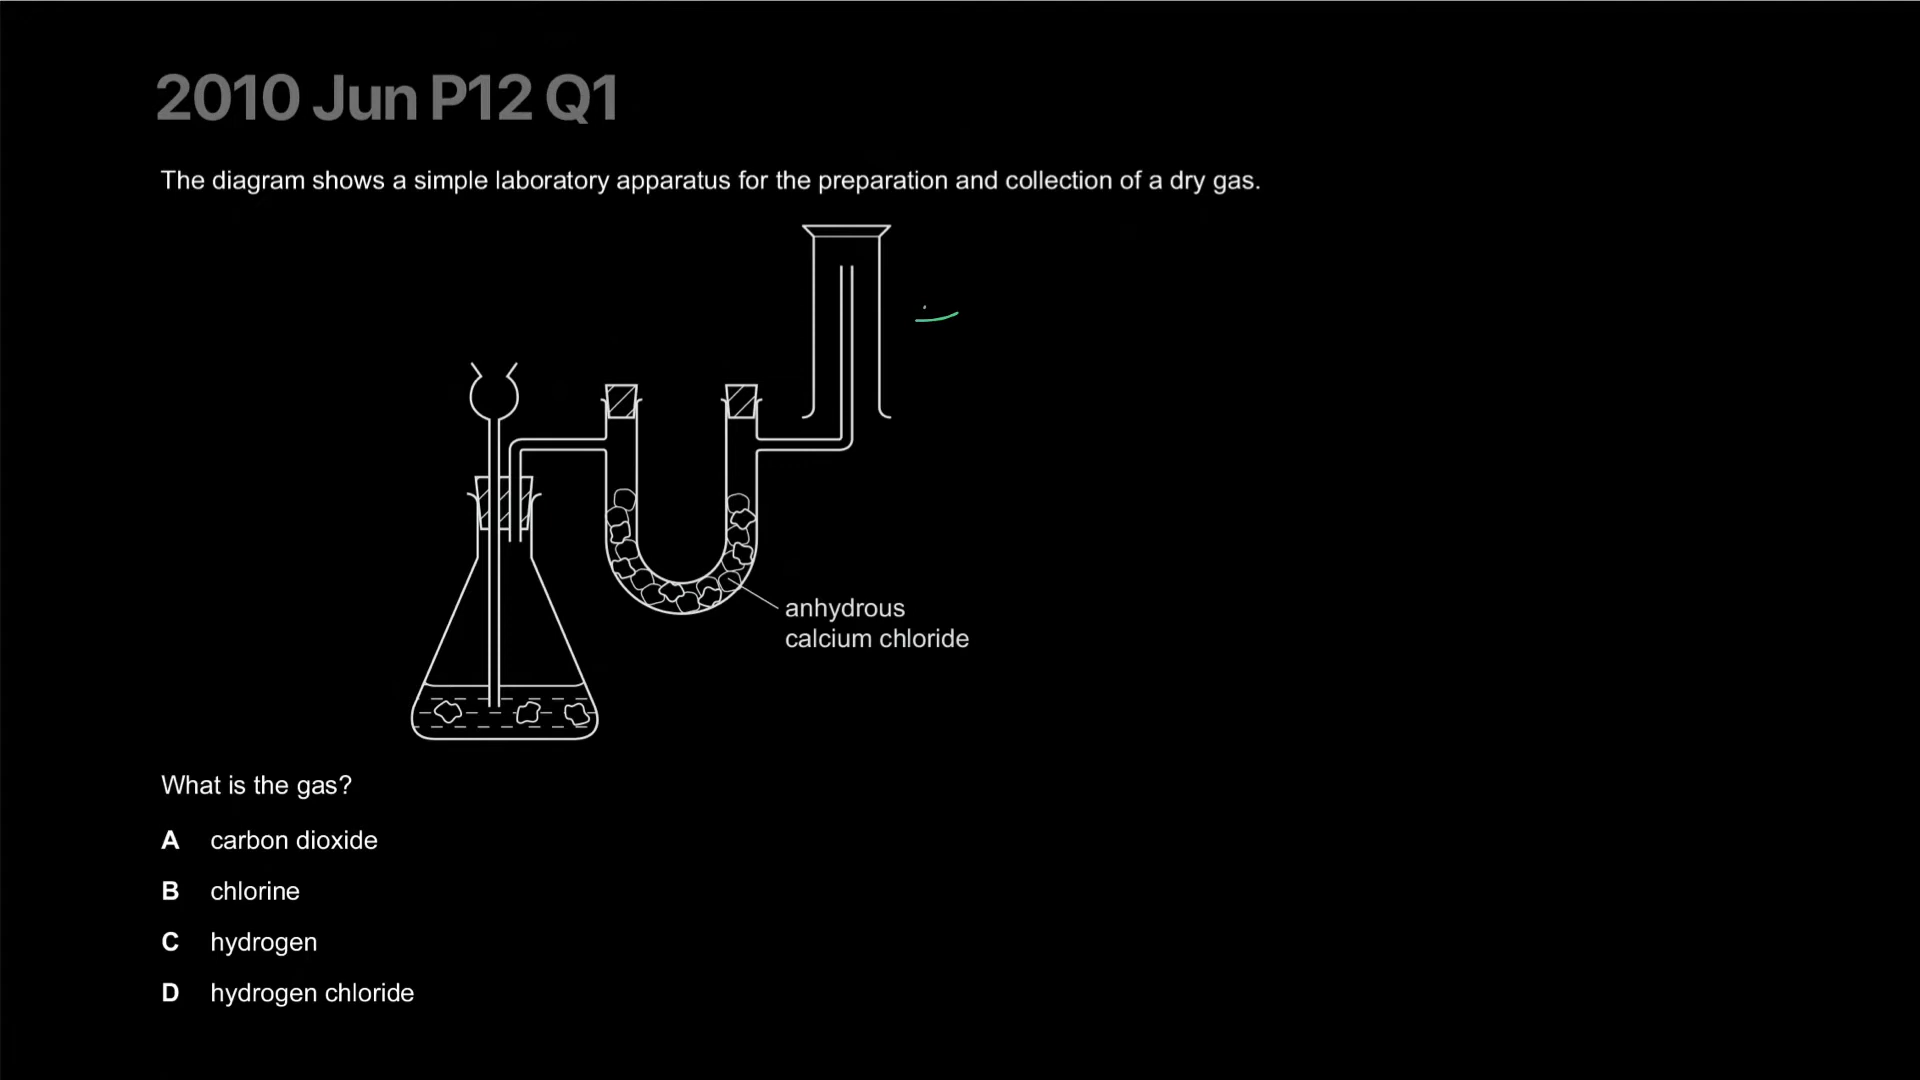 2010 Jun P12 Q1
The diagram shows a simple laboratory apparatus for the preparation and collection of a dry gas.
anhydrous
calcium chloride
What is the gas?
A carbon dioxide
B chlorine
C hydrogen
D hydrogen chloride